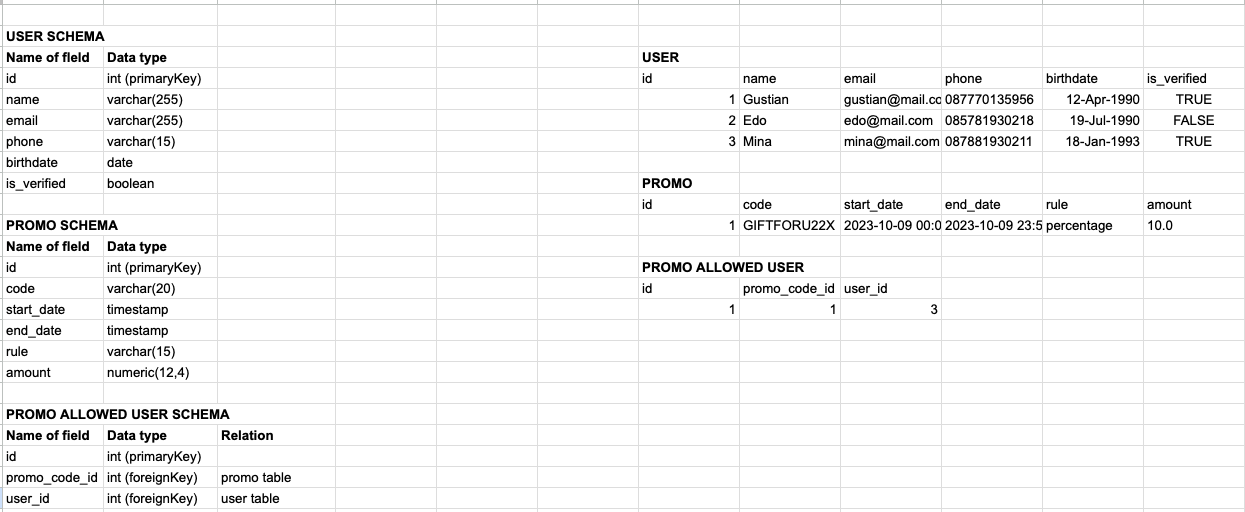 USER SCHEMA
Name of field Data type
id int (primaryKey)
name varchar(255)
email varchar(255)
phone varchar(15)
birthdate date
is_verified boolean
PROMO SCHEMA
Name of field Data type
id int (primaryKey)
code varchar(20)
start_date timestamp
end_date timestamp
rule varchar(15)
amount numeric(12,4)
PROMO ALLOWED USER SCHEMA
Name of field Data type Relation
id int (primaryKey)
promo_code_id int (foreignKey) promo table
user_id int (foreignKey) user table
USER
id name email phone birthdate is_verified
1 Gustian gustian@mail.cc 087770135956 12-Apr-1990 TRUE
2 Edo edo@mail.com 085781930218 19-Jul-1990 FALSE
3 Mina mina@mail.com 087881930211 18-Jan-1993 TRUE
PROMO
id code start_date end_date rule amount
1 GIFTFORU22X 2023-10-09 00:0 2023-10-09 23:5 percentage 10.0
PROMO ALLOWED USER
id promo_code_id user_id
1 1 3